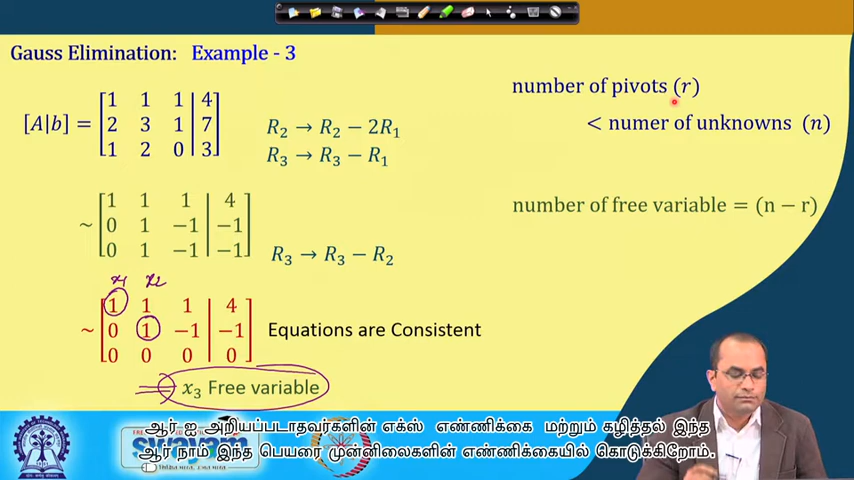 Gauss Elimination: Example - 3
[A|b] = [1 1 1 | 4
2 3 1 | 7
1 2 0 | 3]
R₂ → R₂ − 2R₁
R₃ → R₃ − R₁
~ [1 1 1 | 4
0 1 −1 | −1
0 1 −1 | −1]
R₃ → R₃ − R₂
x₁ x₂
~ [1 1 1 | 4
0 1 −1 | −1
0 0 0 | 0]
Equations are Consistent
x₃ Free variable
number of pivots (r)
< numer of unknowns (n)
number of free variable = (n − r)
swayam
ஆர் ஐ அறியப்படாதவர்களின் எக்ஸ் எண்ணிக்கை மற்றும் கழித்தல் இந்த
ஆர் நாம் இந்த பெயரை முன்னிலைகளின் எண்ணிக்கையில் கொடுக்கிறோம்.